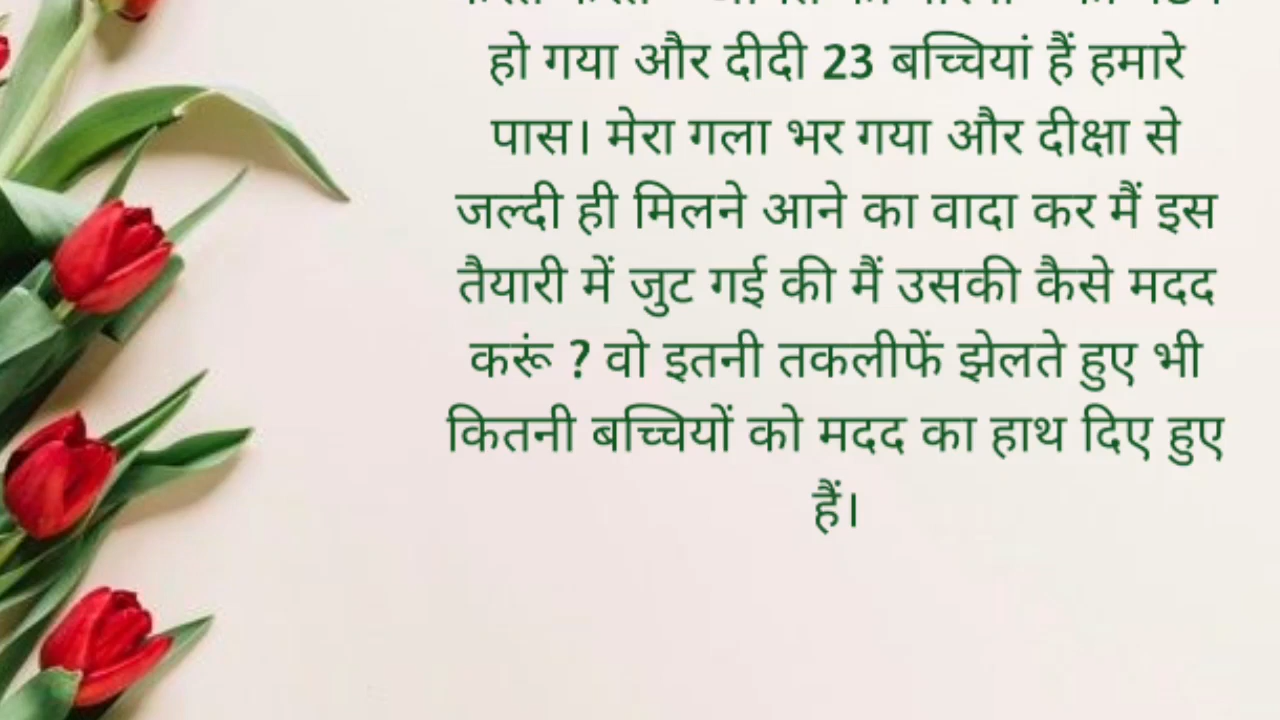 हो गया और दीदी 23 बच्चियां हैं हमारे
पास। मेरा गला भर गया और दीक्षा से
जल्दी ही मिलने आने का वादा कर मैं इस
तैयारी में जुट गई की मैं उसकी कैसे मदद
करूं ? वो इतनी तकलीफें झेलते हुए भी
कितनी बच्चियों को मदद का हाथ दिए हुए
हैं।